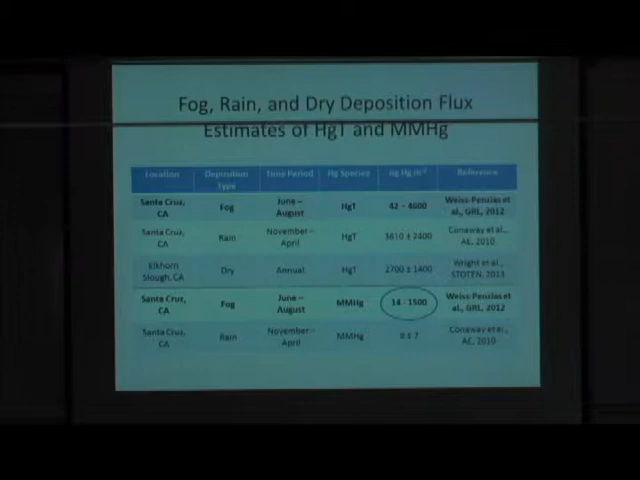 Fog, Rain, and Dry Deposition Flux
Estimates of HgT and MMHg
Location Deposition Type Time Period Hg Species ng Hg m⁻² Reference
Santa Cruz, CA Fog June – August HgT 42 – 4000 Weiss-Penzias et al., GRL, 2012
Santa Cruz, CA Rain November – April HgT 3610 ± 2400 Conaway et al., AE, 2010
Elkhorn Slough, CA Dry Annual HgT 2700 ± 1400 Wright et al., STOTEN, 2013
Santa Cruz, CA Fog June – August MMHg 14 - 1500 Weiss-Penzias et al., GRL, 2012
Santa Cruz, CA Rain November – April MMHg ± 7 Conaway et al., AE, 2010